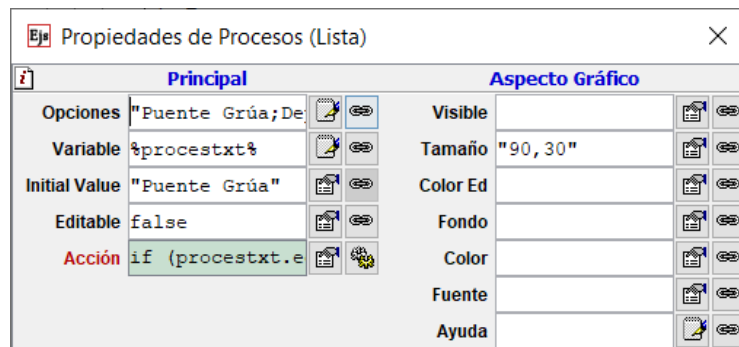 Ejs Propiedades de Procesos (Lista)
i Principal Aspecto Gráfico
Opciones "Puente Grúa;De Visible
Variable %procestxt% Tamaño "90,30"
Initial Value "Puente Grúa" Color Ed
Editable false Fondo
Acción if (procestxt.e Color
Fuente
Ayuda